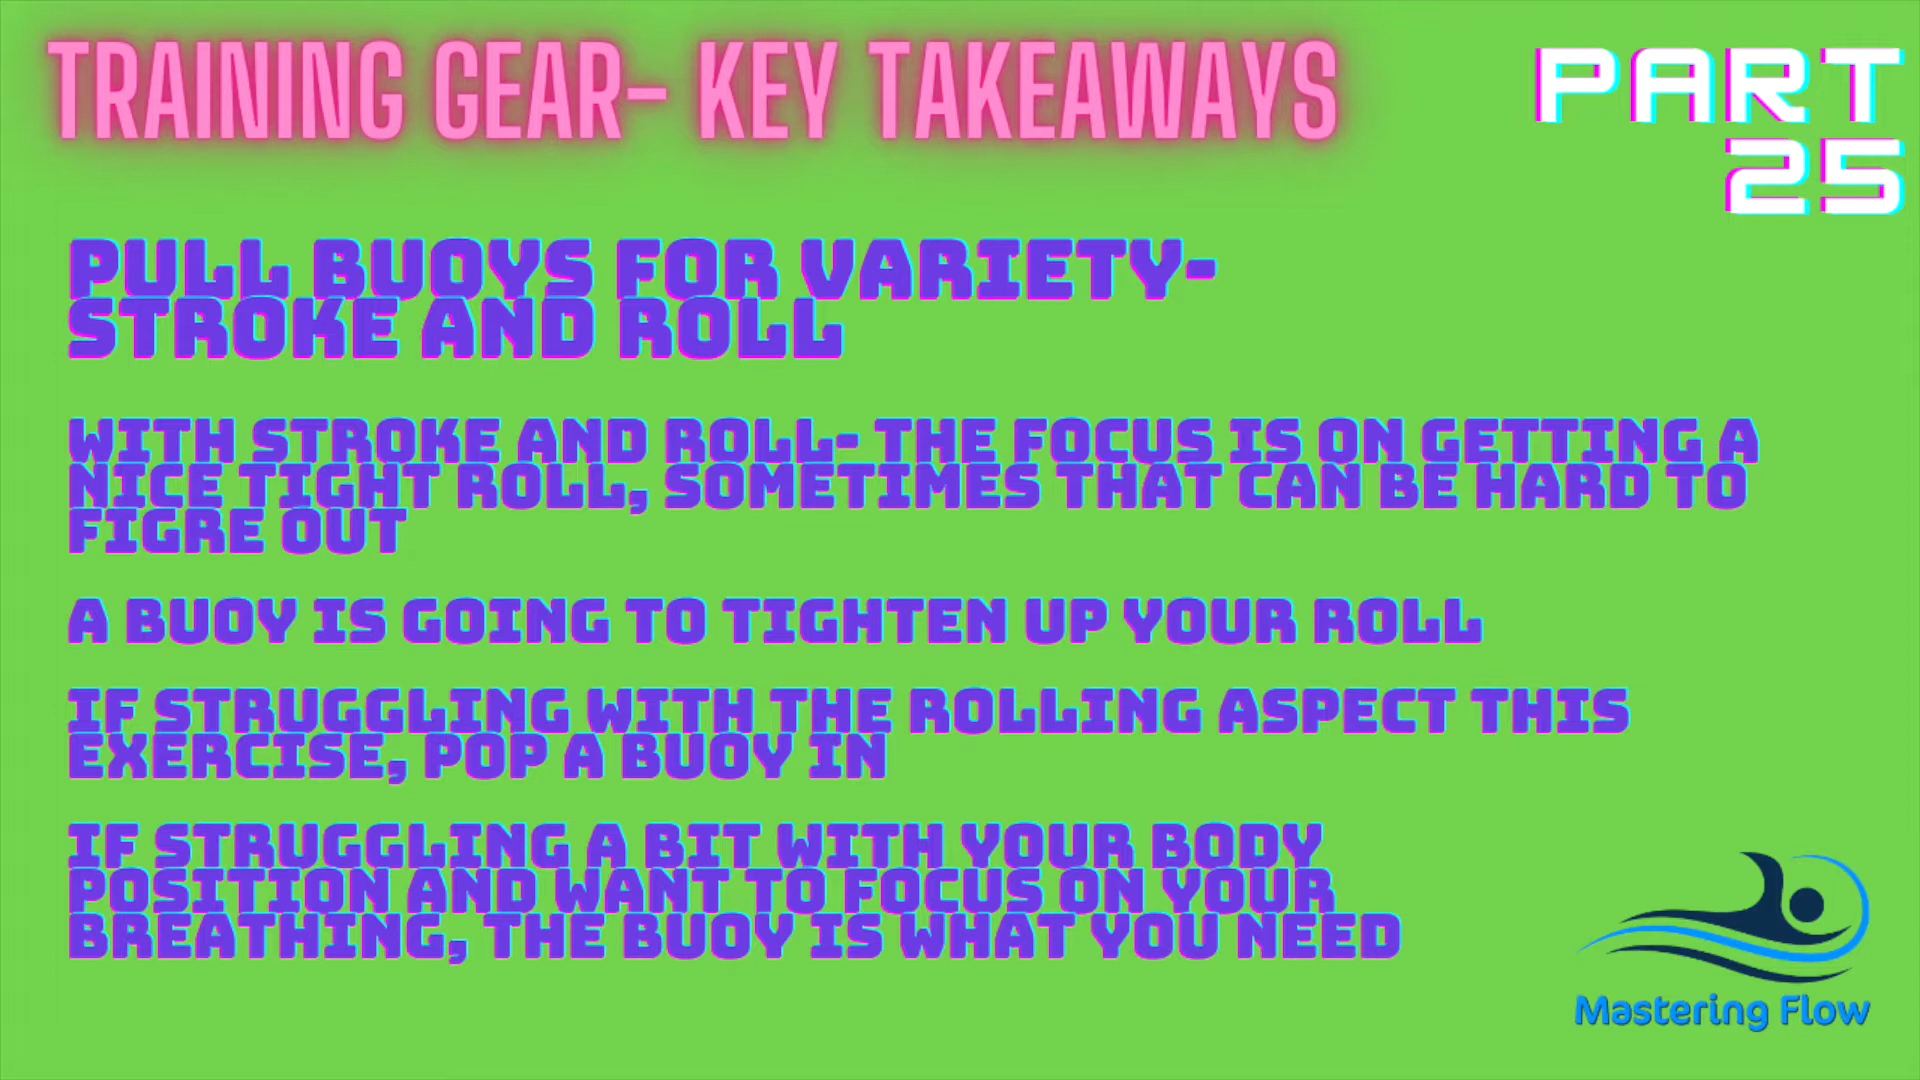 TRAINING GEAR- KEY TAKEAWAYS
PART
25
PULL BUOYS FOR VARIETY-
STROKE AND ROLL
WITH STROKE AND ROLL- THE FOCUS IS ON GETTING A
NICE TIGHT ROLL, SOMETIMES THAT CAN BE HARD TO
FIGRE OUT
A BUOY IS GOING TO TIGHTEN UP YOUR ROLL
IF STRUGGLING WITH THE ROLLING ASPECT THIS
EXERCISE, POP A BUOY IN
IF STRUGGLING A BIT WITH YOUR BODY
POSITION AND WANT TO FOCUS ON YOUR
BREATHING, THE BUOY IS WHAT YOU NEED
Mastering Flow